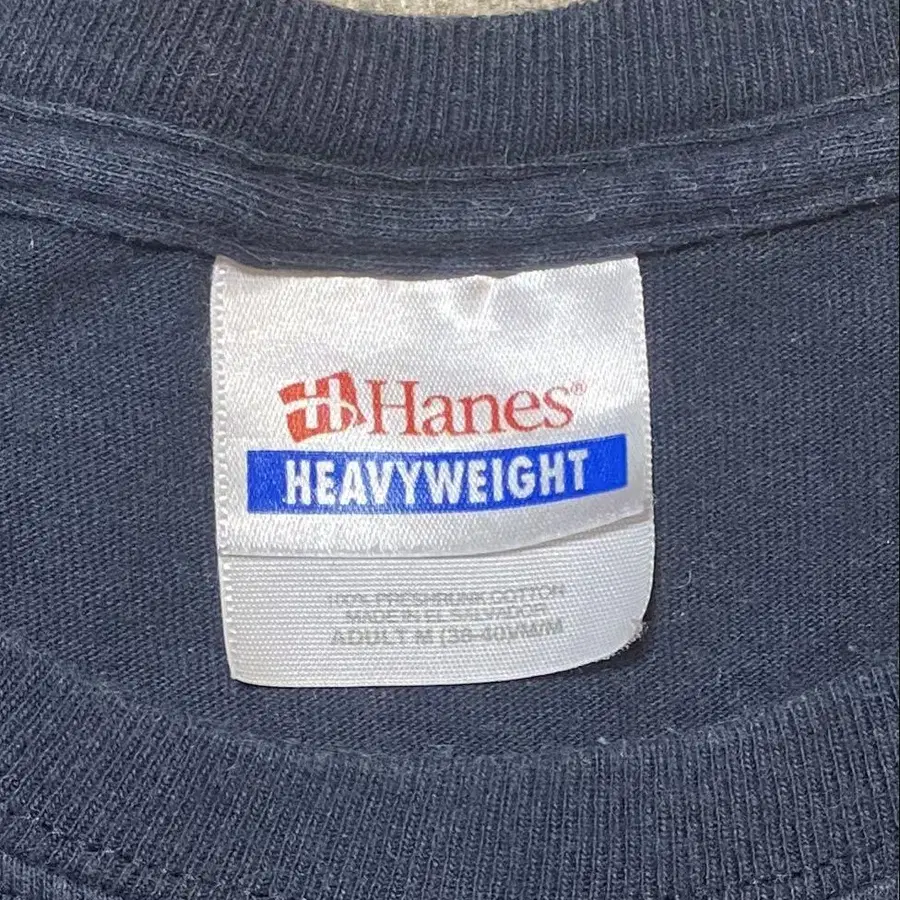 Hanes®
HEAVYWEIGHT
100% PRESHRUNK COTTON
MADE IN EL SALVADOR
ADULT M (38-40)/M/M